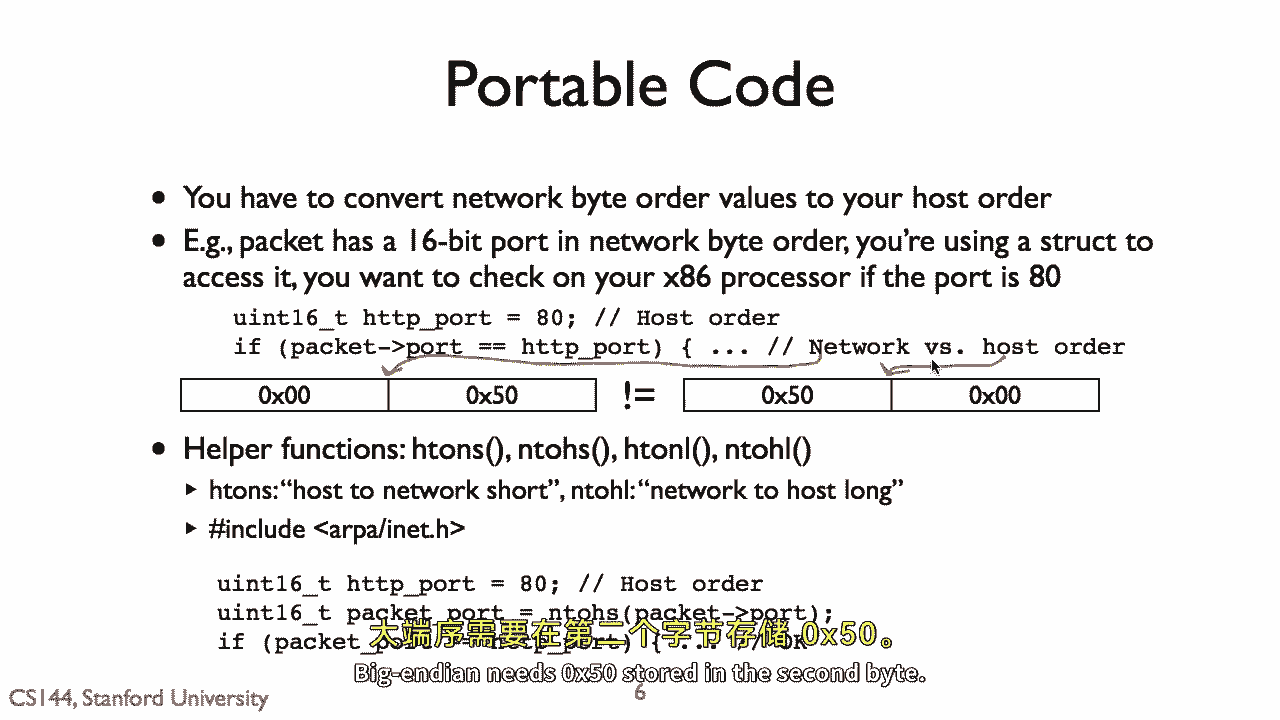 Portable Code
• You have to convert network byte order values to your host order
• E.g., packet has a 16-bit port in network byte order, you're using a struct to
access it, you want to check on your x86 processor if the port is 80
uint16_t http_port = 80; // Host order
if (packet->port == http_port) { ... // Network vs. host order
0x00 0x50 != 0x50 0x00
• Helper functions: htons(), ntohs(), htonl(), ntohl()
▸ htons: “host to network short”, ntohl: “network to host long”
▸ #include <arpa/inet.h>
uint16_t http_port = 80; // Host order
uint16_t packet_port = ntohs(packet->port);
if (packet_port == http_port) { ... // OK
大端序需要在第二个字节存储 0x50。
Big-endian needs 0x50 stored in the second byte.
CS144, Stanford University
6